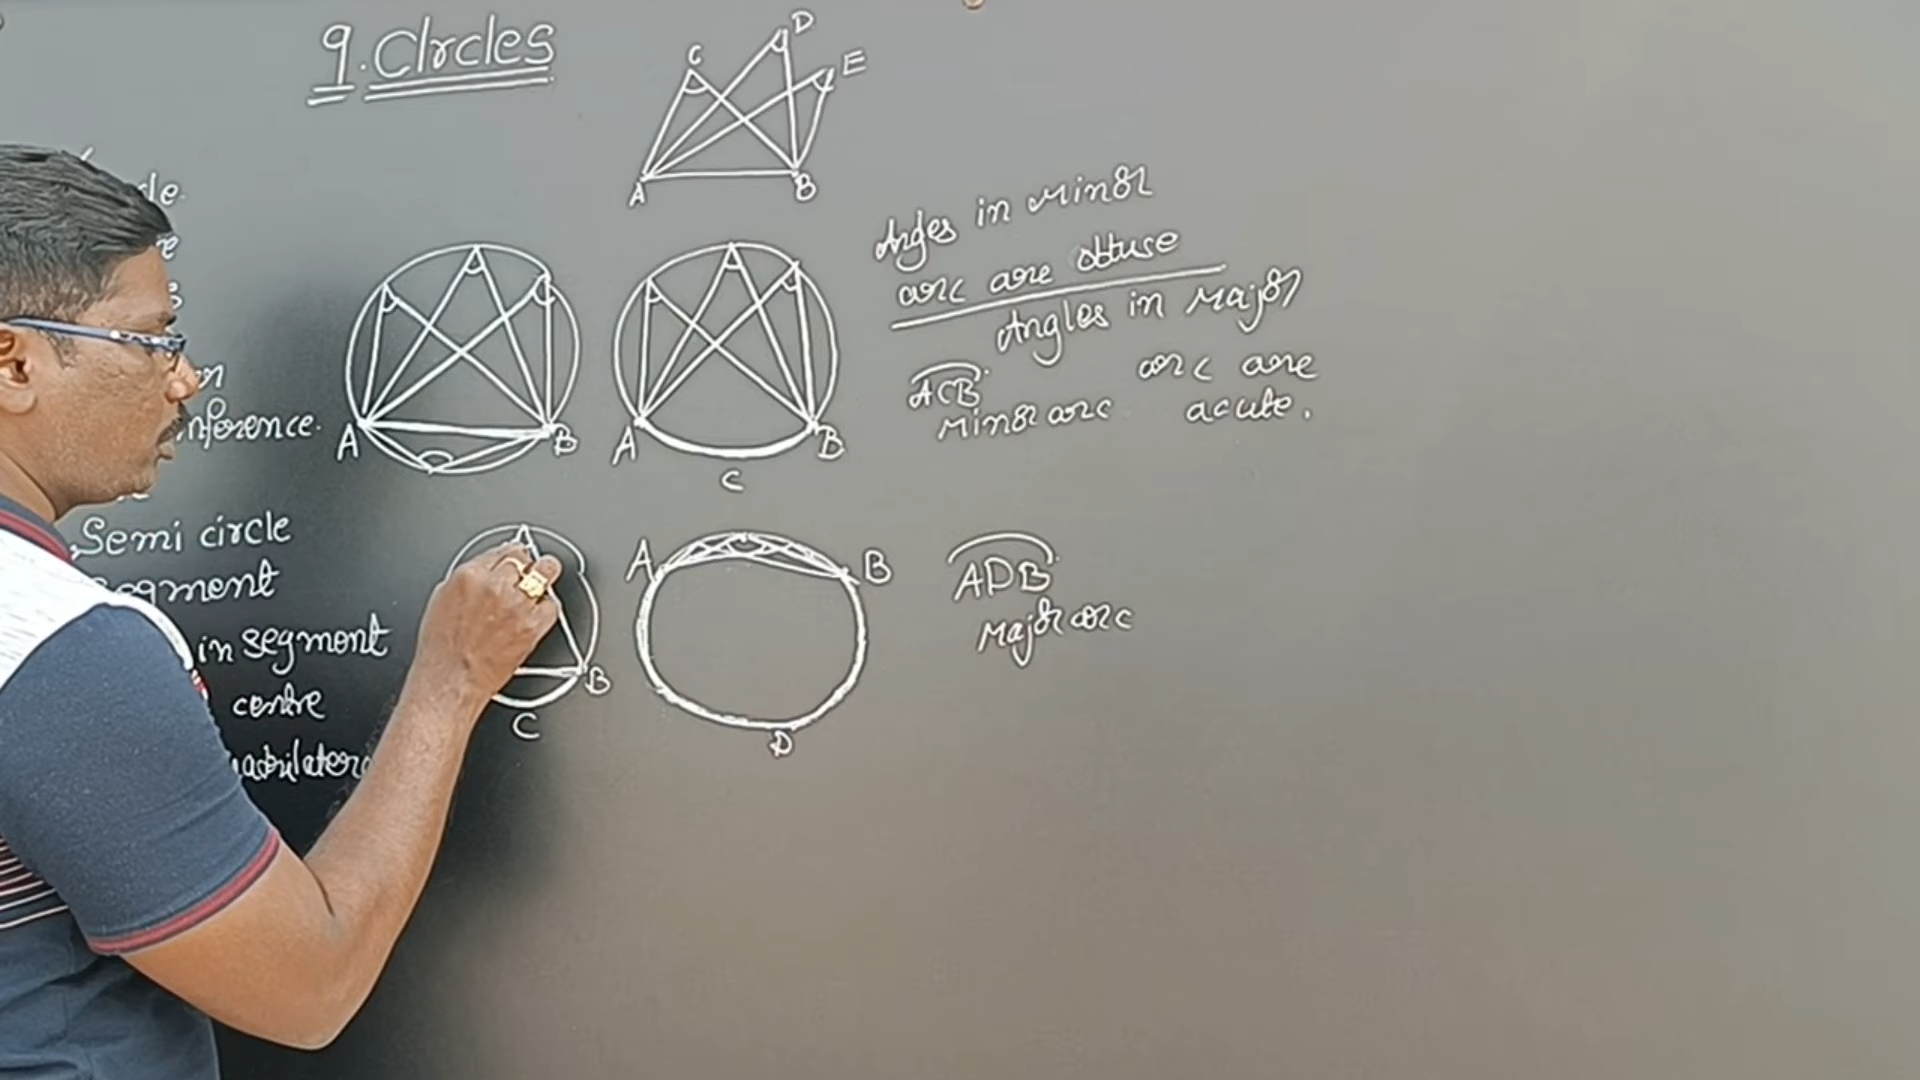 9. Circles
C
D
E
A
B
Angles in Minor
arc are obtuse
Angles in Major
arc are
acute.
A
B
A
B
C
ACB
Minor arc
Semi circle
in segment
centre
B
C
A
B
D
ADB
Major arc